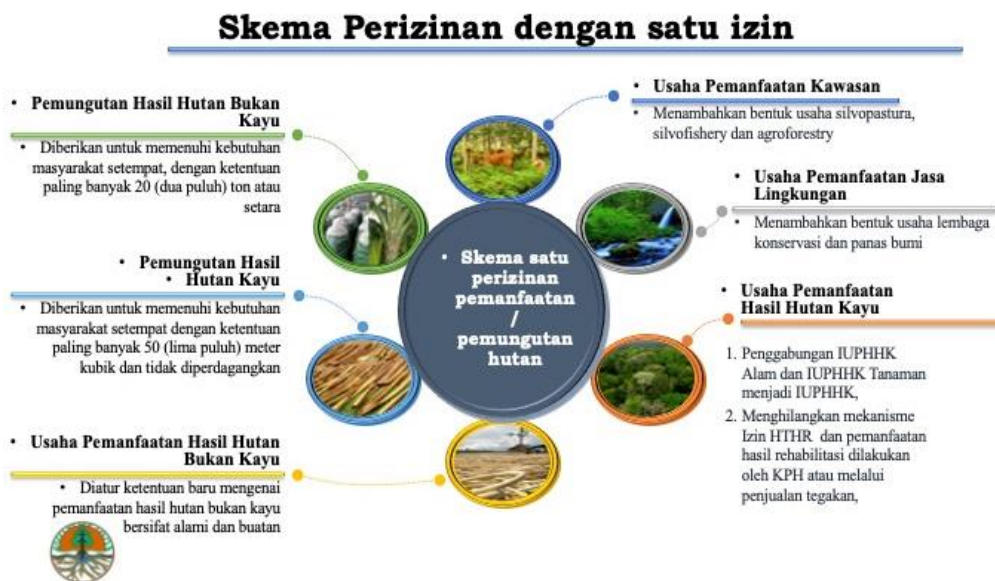 Skema Perizinan dengan satu izin
• Pemungutan Hasil Hutan Bukan
Kayu
• Diberikan untuk memenuhi kebutuhan
masyarakat setempat, dengan ketentuan
paling banyak 20 (dua puluh) ton atau
setara
• Pemungutan Hasil
• Hutan Kayu
• Diberikan untuk memenuhi kebutuhan
masyarakat setempat dengan ketentuan
paling banyak 50 (lima puluh) meter
kubik dan tidak diperdagangkan
• Usaha Pemanfaatan Hasil Hutan
Bukan Kayu
• Diatur ketentuan baru mengenai
pemanfaatan hasil hutan bukan kayu
bersifat alami dan buatan
• Skema satu
perizinan
pemanfaatan
/
pemungutan
hutan
• Usaha Pemanfaatan Kawasan
• Menambahkan bentuk usaha silvopastura,
silvofishery dan agroforestry
• Usaha Pemanfaatan Jasa
Lingkungan
• Menambahkan bentuk usaha lembaga
konservasi dan panas bumi
• Usaha Pemanfaatan
Hasil Hutan Kayu
1. Penggabungan IUPHHK
Alam dan IUPHHK Tanaman
menjadi IUPHHK,
2. Menghilangkan mekanisme
Izin HTHR dan pemanfaatan
hasil rehabilitasi dilakukan
oleh KPH atau melalui
penjualan tegakan,